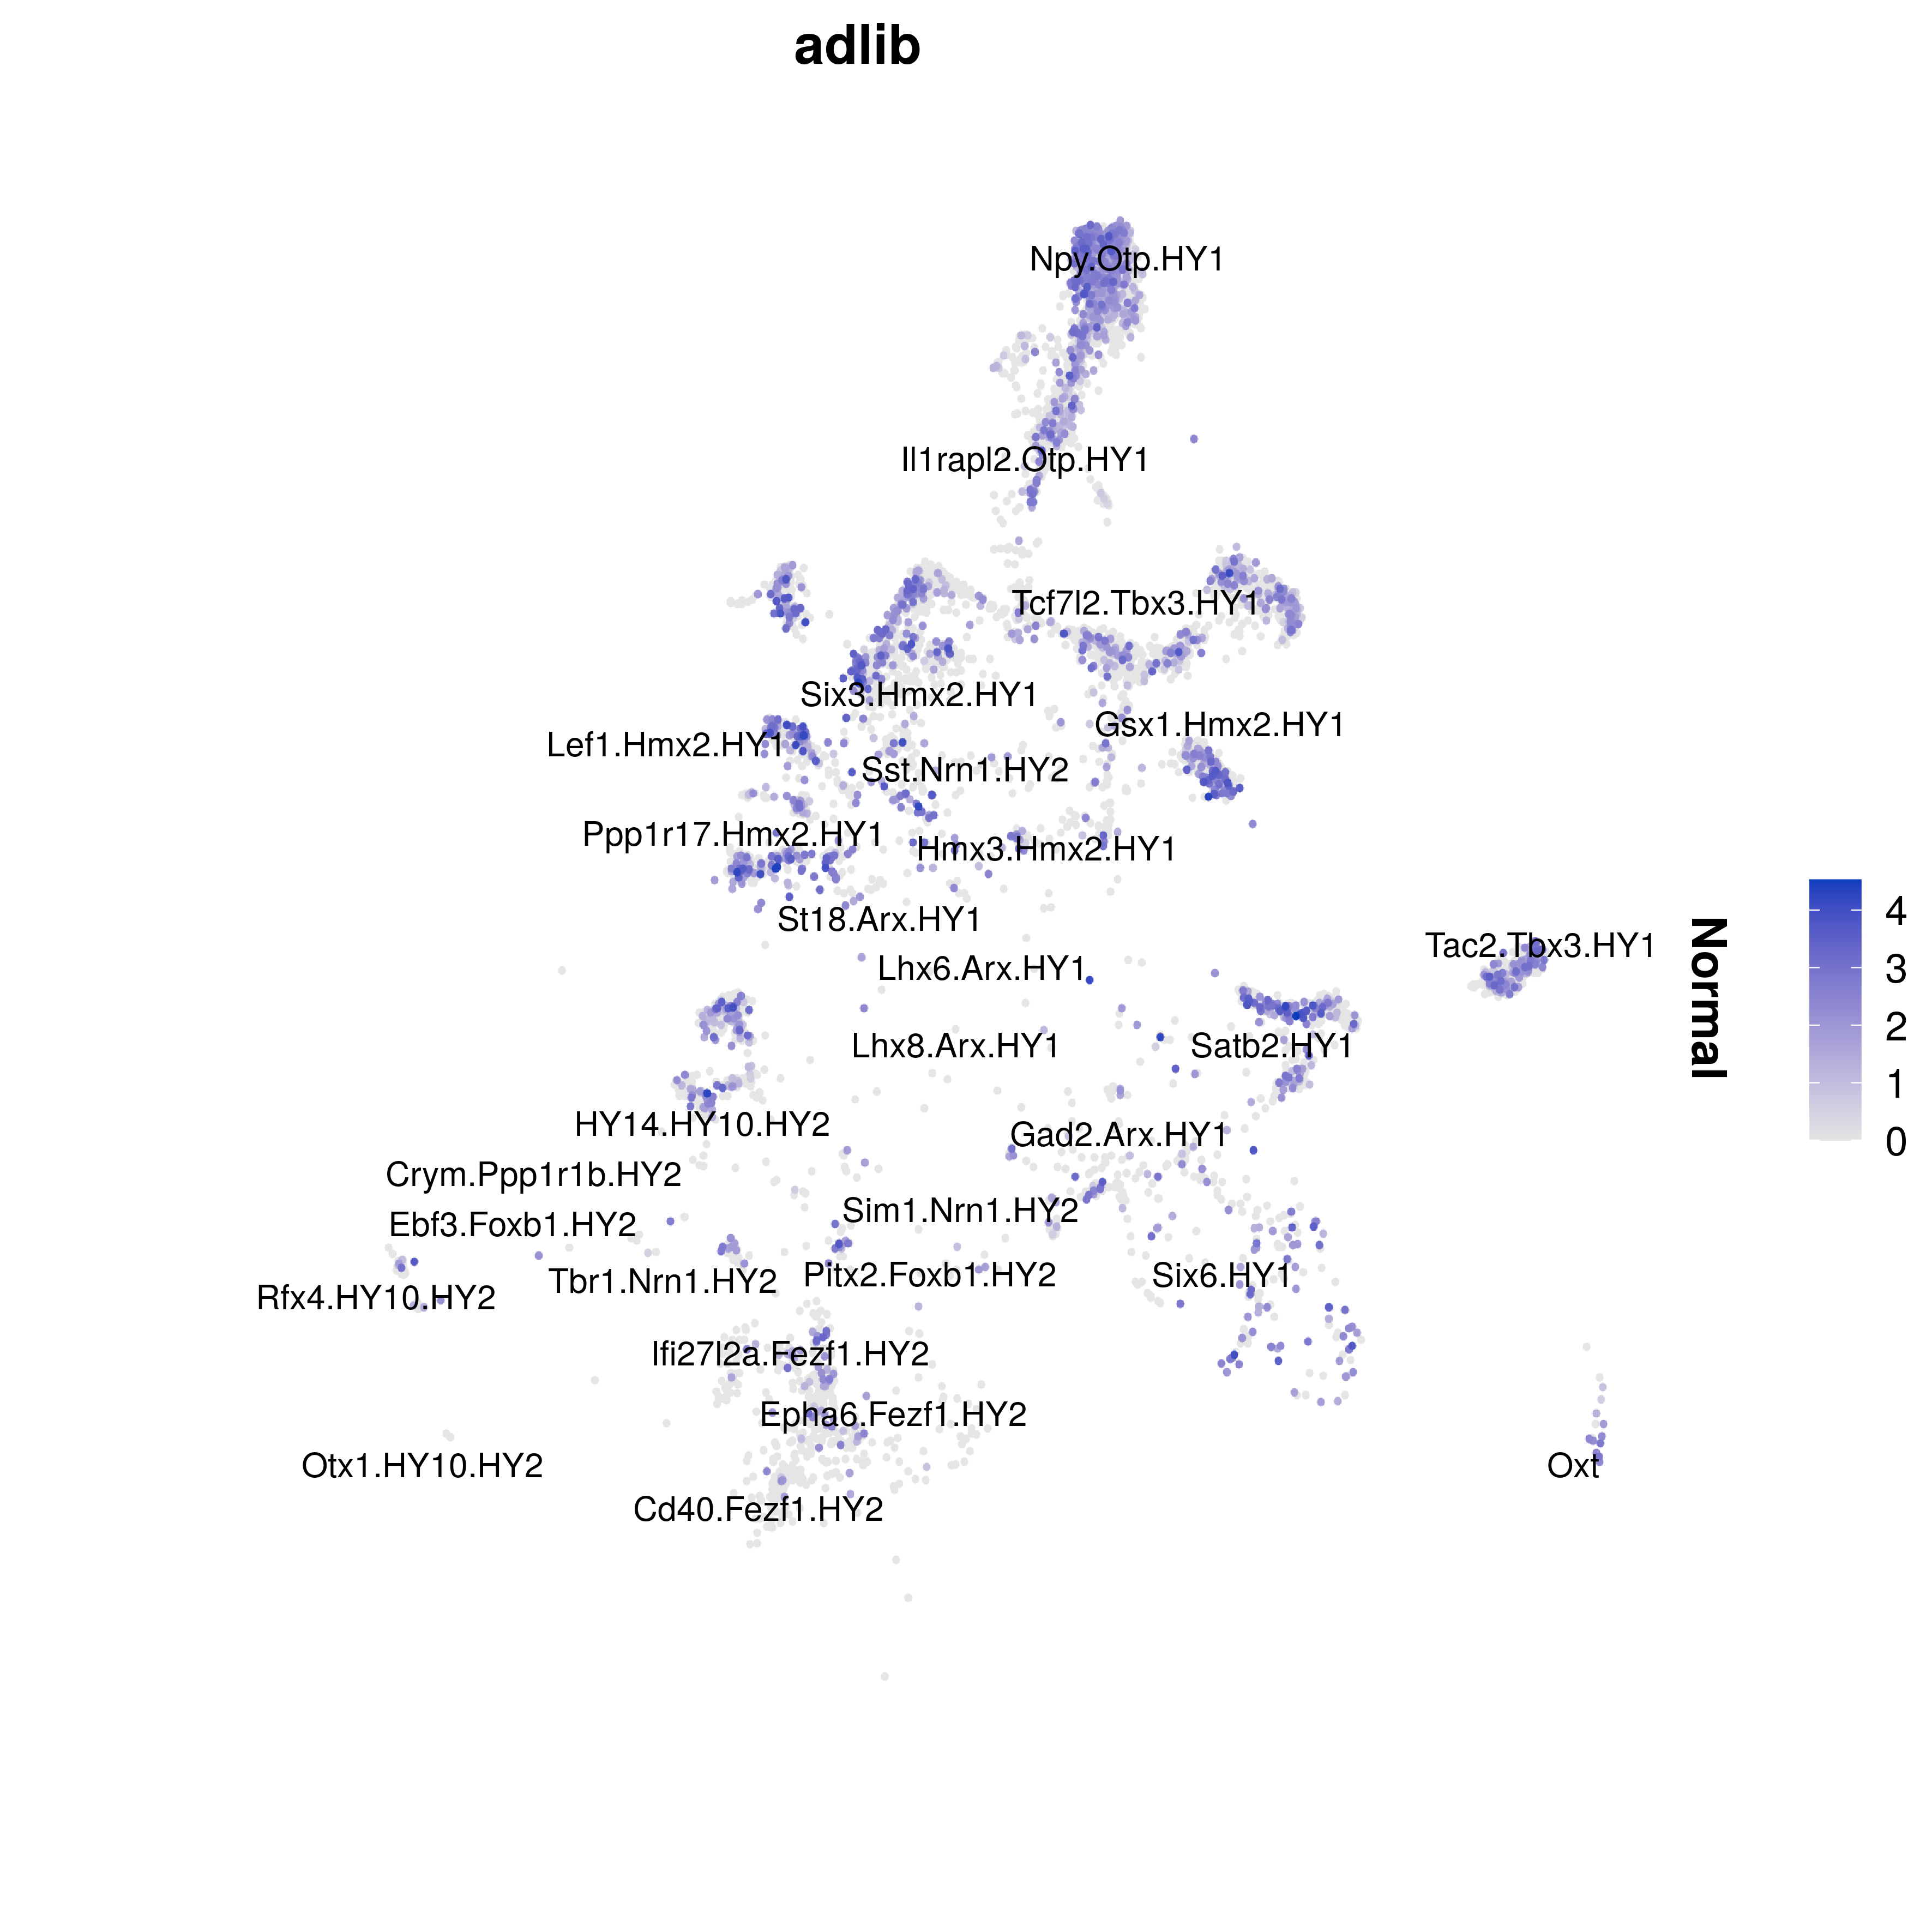 adlib
Npy.Otp.HY1
Il1rapl2.Otp.HY1
Tcf7l2.Tbx3.HY1
Six3.Hmx2.HY1
Gsx1.Hmx2.HY1
Lef1.Hmx2.HY1
Sst.Nrn1.HY2
Ppp1r17.Hmx2.HY1
Hmx3.Hmx2.HY1
St18.Arx.HY1
Tac2.Tbx3.HY1
Lhx6.Arx.HY1
Lhx8.Arx.HY1
Satb2.HY1
HY14.HY10.HY2
Gad2.Arx.HY1
Crym.Ppp1r1b.HY2
Sim1.Nrn1.HY2
Ebf3.Foxb1.HY2
Tbr1.Nrn1.HY2
Pitx2.Foxb1.HY2
Six6.HY1
Rfx4.HY10.HY2
Ifi27l2a.Fezf1.HY2
Epha6.Fezf1.HY2
Otx1.HY10.HY2
Oxt
Cd40.Fezf1.HY2
Normal
4
3
2
1
0